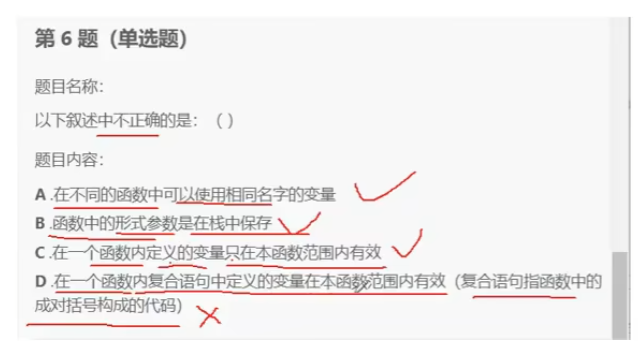 第 6 题（单选题）
题目名称：
以下叙述中不正确的是：（ ）
题目内容：
A .在不同的函数中可以使用相同名字的变量
B .函数中的形式参数是在栈中保存
C .在一个函数内定义的变量只在本函数范围内有效
D .在一个函数内复合语句中定义的变量在本函数范围内有效（复合语句指函数中的
成对括号构成的代码）